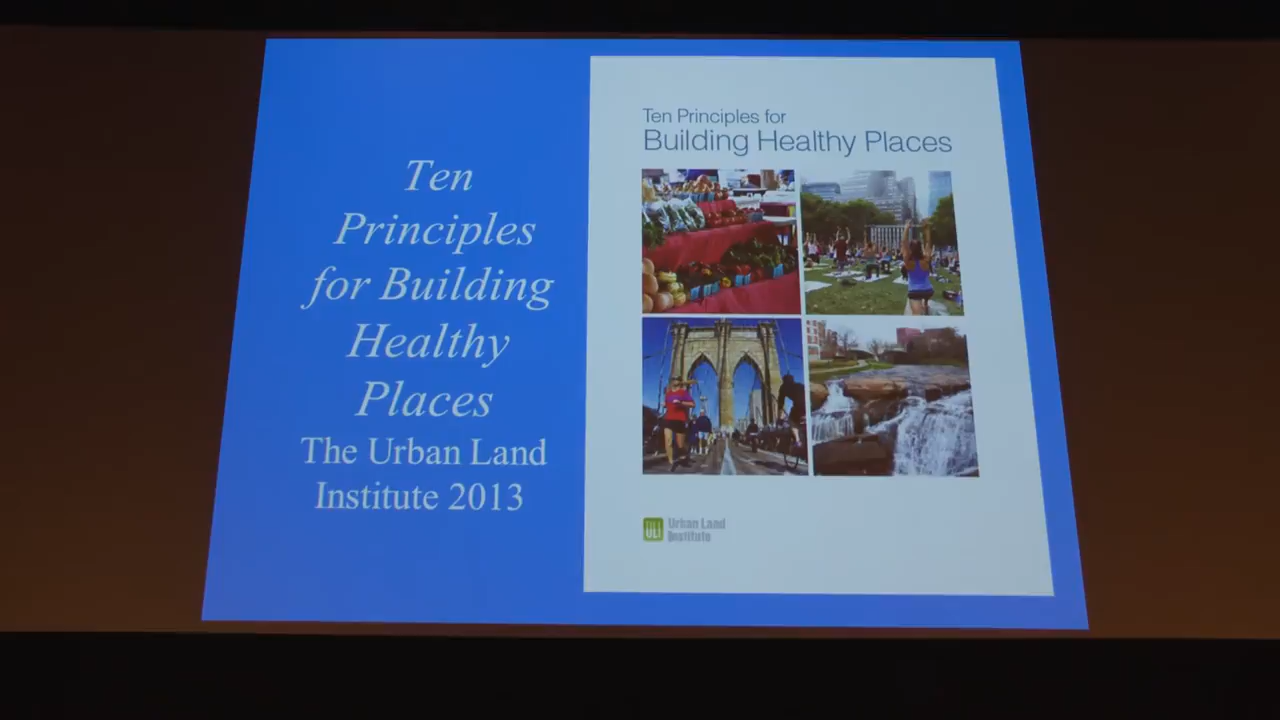 Ten
Principles
for Building
Healthy
Places
The Urban Land
Institute 2013
Ten Principles for
Building Healthy Places
ULI
Urban Land
Institute